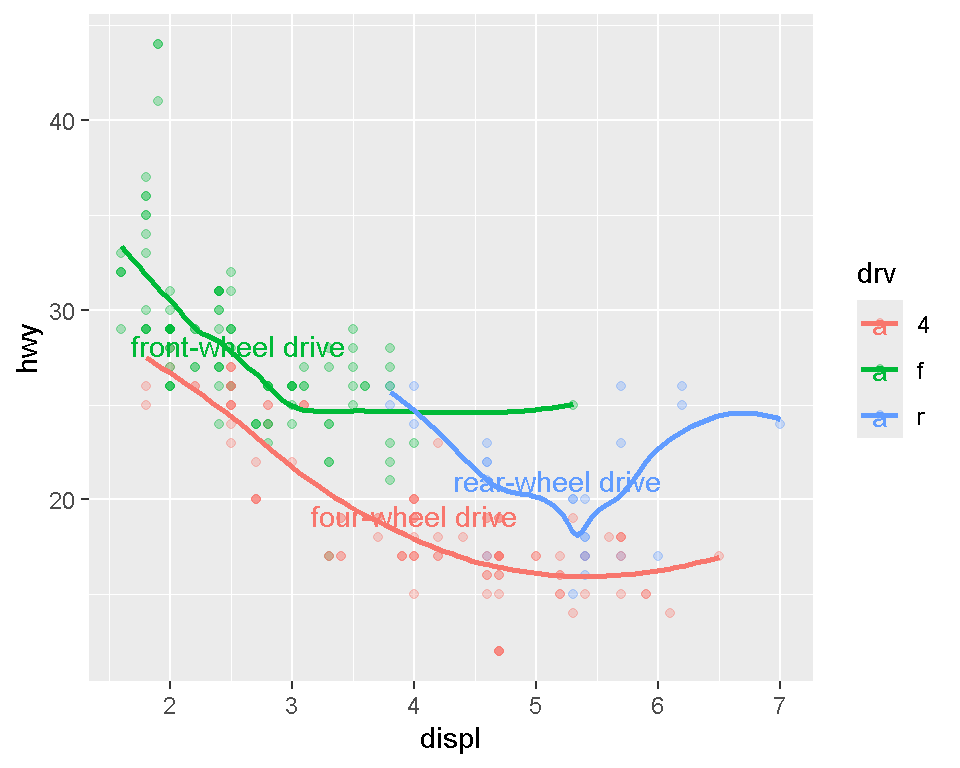 hwy
40
30
20
front-wheel drive
rear-wheel drive
four-wheel drive
2 3 4 5 6 7
displ
drv
a 4
a f
a r